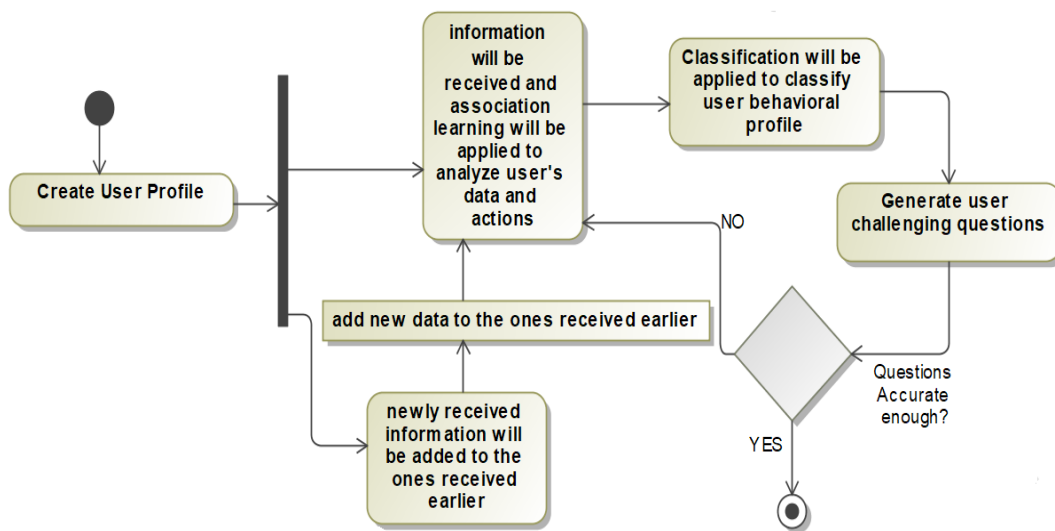 Create User Profile
information
will be
received and
association
learning will be
applied to
analyze user's
data and
actions
Classification will be
applied to classify
user behavioral
profile
Generate user
challenging questions
NO
add new data to the ones received earlier
Questions
Accurate
enough?
YES
newly received
information will
be added to the
ones received
earlier